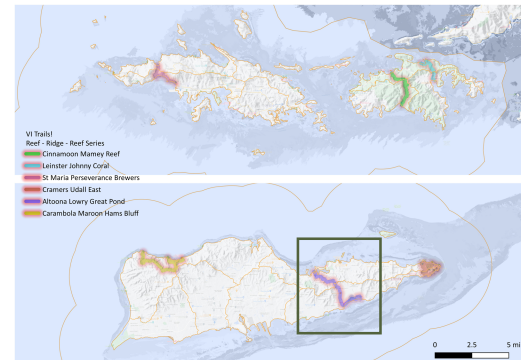 VI Trails!
Reef - Ridge - Reef Series
Cinnamoon Mamey Reef
Leinster Johnny Coral
St Maria Perseverance Brewers
Cramers Udall East
Altoona Lowry Great Pond
Carambola Maroon Hams Bluff
0 2.5 5 mi